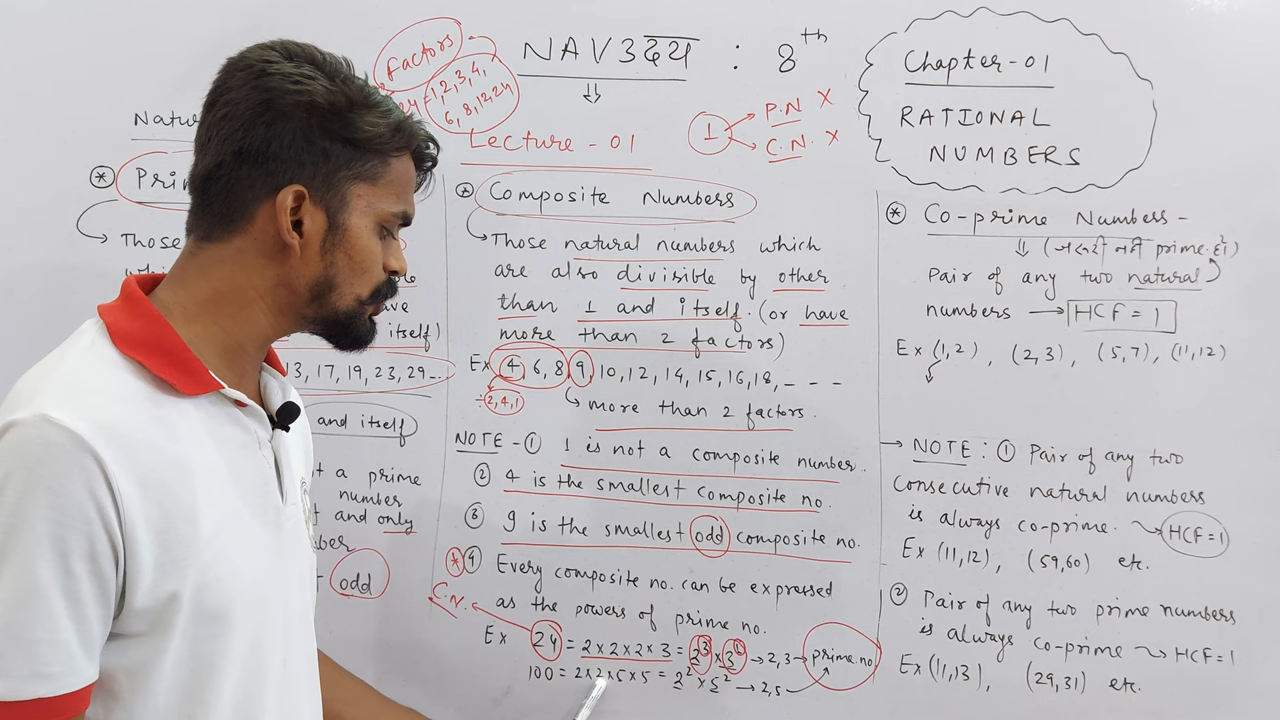 Factors
NAVउदय : 8th
1, 2, 3, 4,
6, 8, 12, 24
Chapter-01
RATIONAL
NUMBERS
Lecture - 01
1
P.N X
C.N. X
Natu
* Prin
Those
have
itself)
13, 17, 19, 23, 29..
and itself
t a prime
number
t and only
ber
odd
* Composite Numbers
Those natural numbers which
are also divisible by other
than 1 and itself. (or have
more than 2 factors)
Ex 4, 6, 8, 9, 10, 12, 14, 15, 16, 18, - - -
÷ 2, 4, 1
more than 2 factors.
NOTE - ① 1 is not a composite number.
② 4 is the smallest composite no.
③ 9 is the smallest odd composite no.
* ④ Every composite no. can be expressed
as the powers of prime no.
C.N.
Ex 24 = 2 × 2 × 2 × 3 = 2³ × 3① → 2, 3 → prime no
100 = 2 × 2 × 5 × 5 = 2² × 5² → 2, 5
* Co-prime Numbers -
(जरूरी नहीं prime हो)
Pair of any two natural
numbers → HCF = 1
Ex (1, 2), (2, 3), (5, 7), (11, 12)
→ NOTE : ① Pair of any two
Consecutive natural numbers
is always co-prime. HCF = 1
Ex (11, 12), (59, 60) etc.
② Pair of any two prime numbers
is always co-prime HCF = 1
Ex (11, 13), (29, 31) etc.